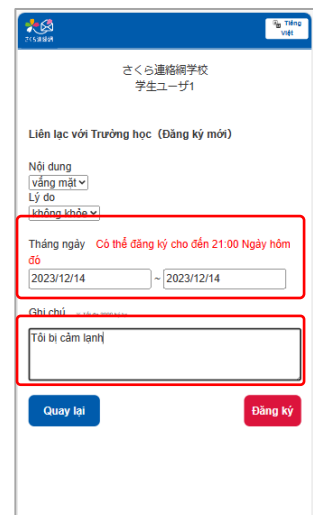 Tiếng
Việt
さくら連絡網
さくら連絡網学校
学生ユーザ1
Liên lạc với Trường học（Đăng ký mới）
Nội dung
vắng mặt
Lý do
không khỏe
Tháng ngày Có thể đăng ký cho đến 21:00 Ngày hôm
đó
2023/12/14 ~ 2023/12/14
Ghi chú
Tôi bị cảm lạnh
Quay lại Đăng ký